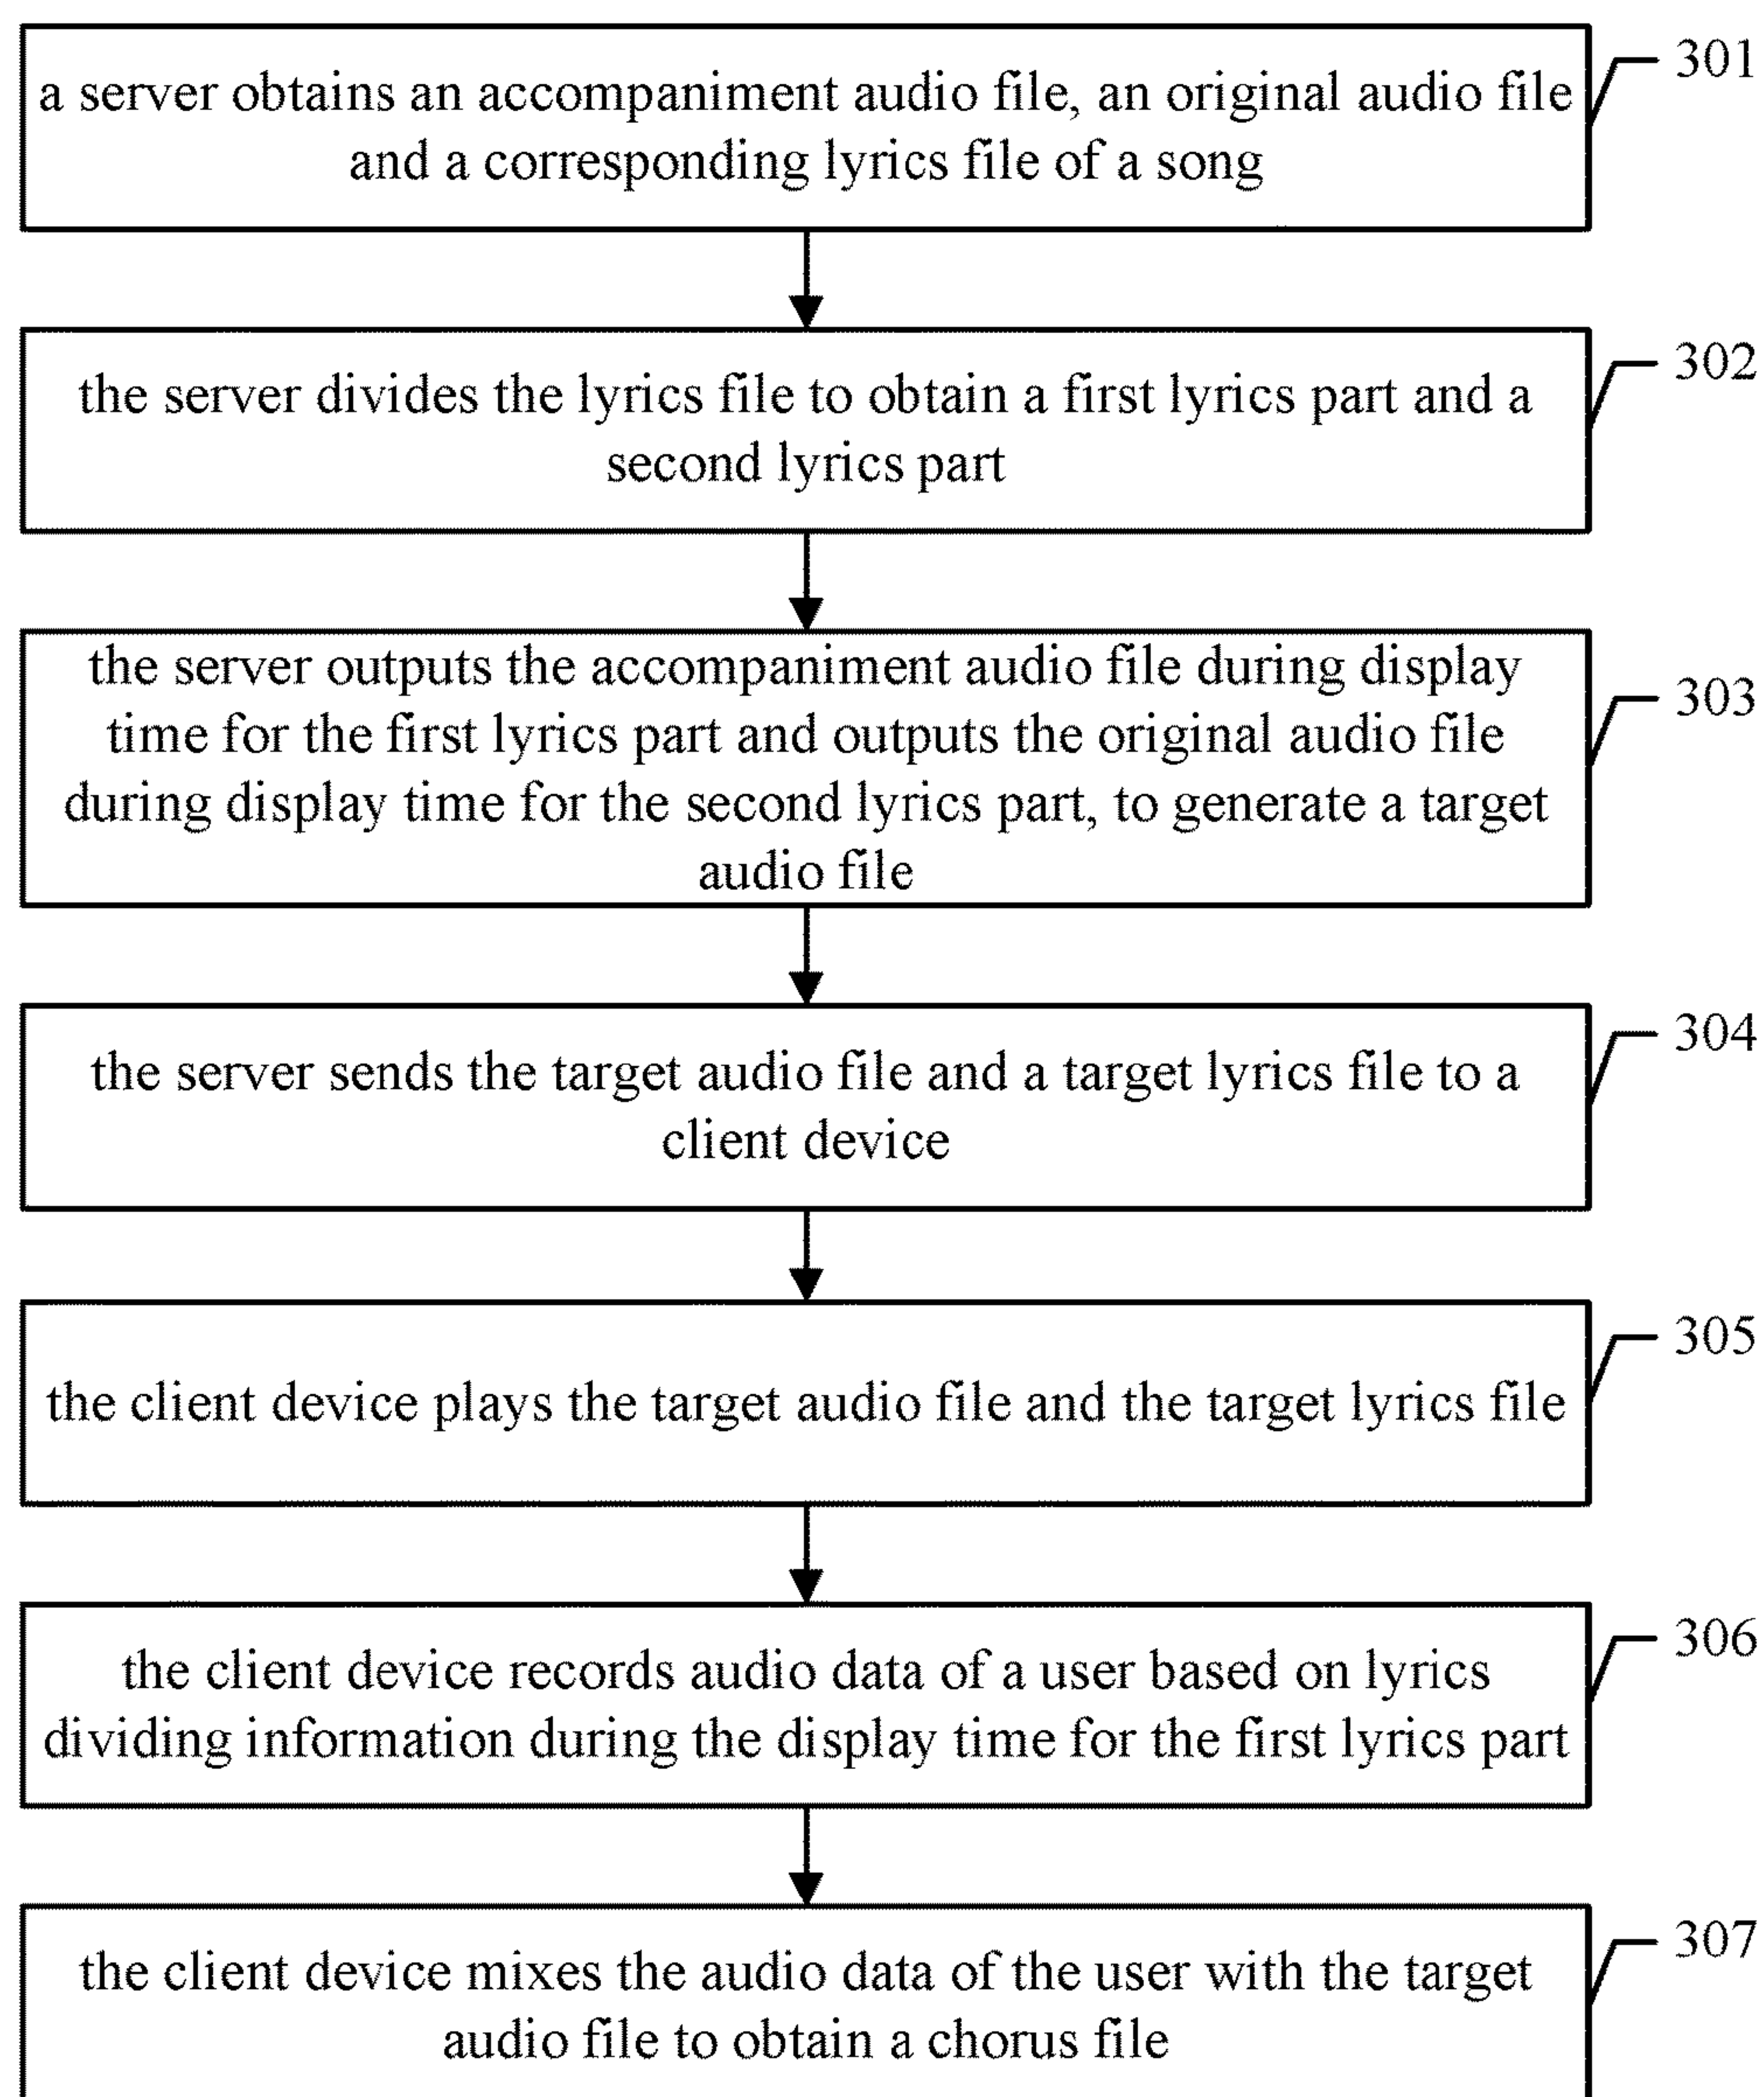 a server obtains an accompaniment audio file, an original audio file
and a corresponding lyrics file of a song
301
the server divides the lyrics file to obtain a first lyrics part and a
second lyrics part
302
the server outputs the accompaniment audio file during display
time for the first lyrics part and outputs the original audio file
during display time for the second lyrics part, to generate a target
audio file
303
the server sends the target audio file and a target lyrics file to a
client device
304
the client device plays the target audio file and the target lyrics file
305
the client device records audio data of a user based on lyrics
dividing information during the display time for the first lyrics part
306
the client device mixes the audio data of the user with the target
audio file to obtain a chorus file
307